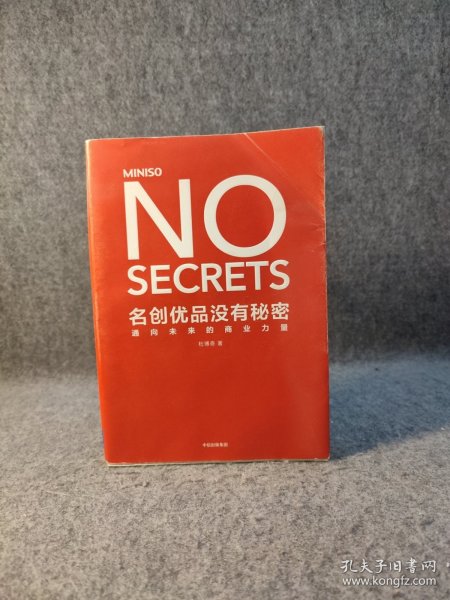 MINISO
NO
SECRETS
名创优品没有秘密
通向未来的商业力量
杜博奇 著
中信出版集团
孔夫子旧书网
www.kongfz.com